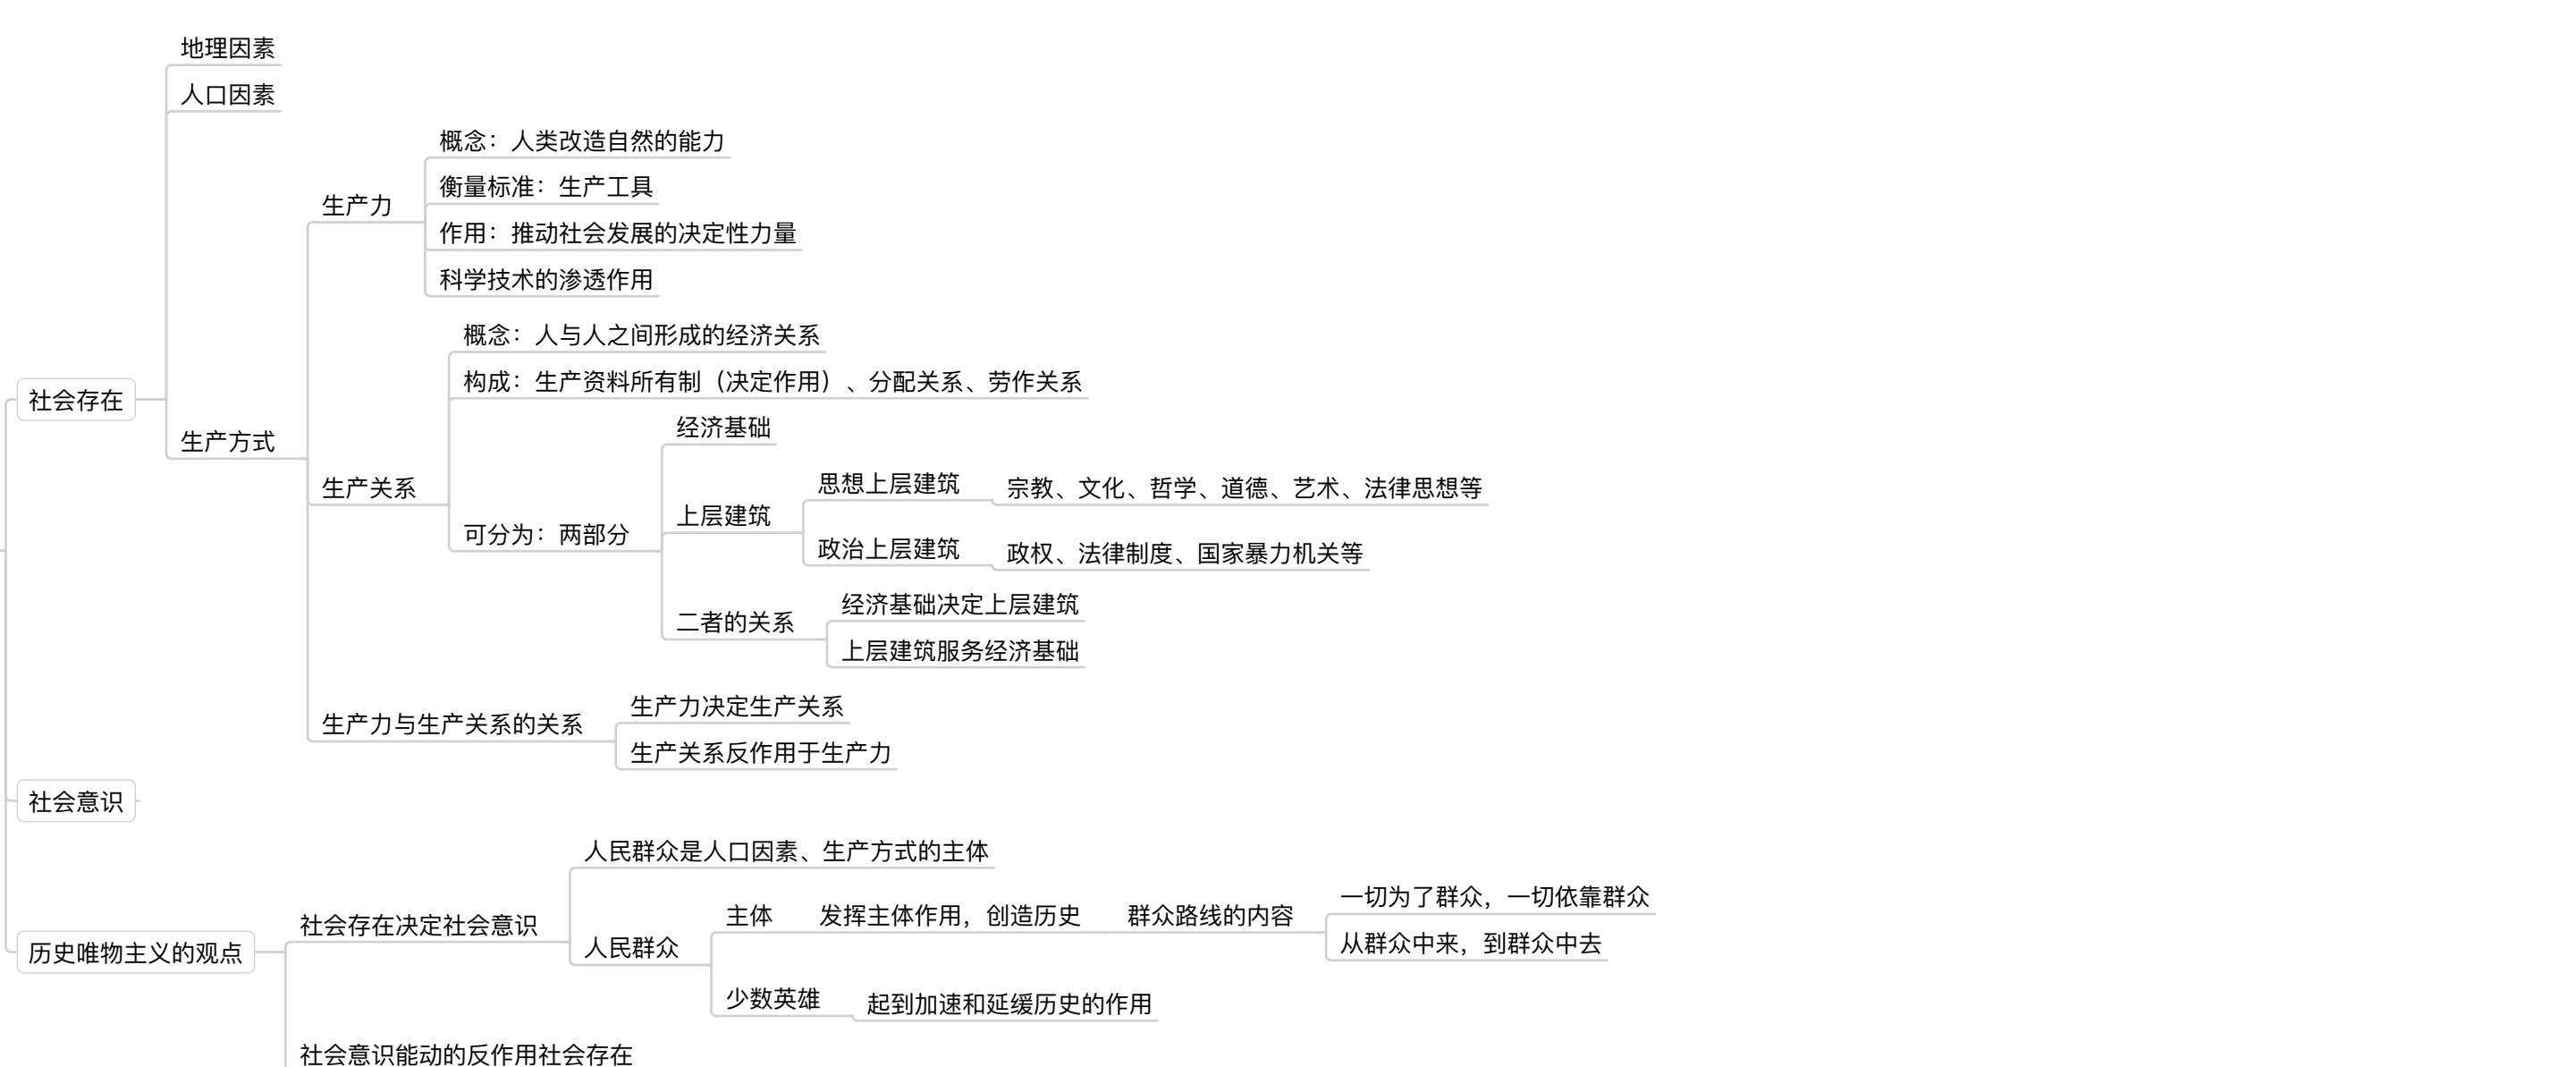 地理因素
人口因素
概念：人类改造自然的能力
衡量标准：生产工具
生产力
作用：推动社会发展的决定性力量
科学技术的渗透作用
概念：人与人之间形成的经济关系
构成：生产资料所有制（决定作用）、分配关系、劳作关系
社会存在
经济基础
生产方式
思想上层建筑
宗教、文化、哲学、道德、艺术、法律思想等
生产关系
上层建筑
可分为：两部分
政治上层建筑
政权、法律制度、国家暴力机关等
经济基础决定上层建筑
二者的关系
上层建筑服务经济基础
生产力决定生产关系
生产力与生产关系的关系
生产关系反作用于生产力
社会意识
人民群众是人口因素、生产方式的主体
一切为了群众，一切依靠群众
主体
发挥主体作用，创造历史
群众路线的内容
社会存在决定社会意识
从群众中来，到群众中去
人民群众
历史唯物主义的观点
少数英雄
起到加速和延缓历史的作用
社会意识能动的反作用社会存在